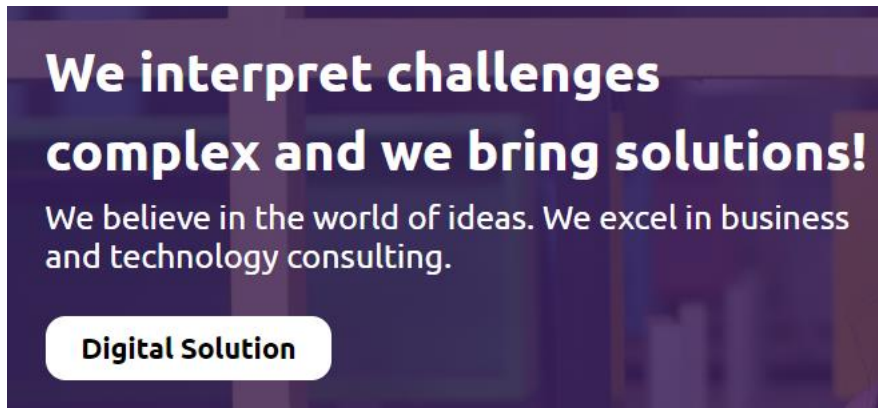 We interpret challenges
complex and we bring solutions!
We believe in the world of ideas. We excel in business
and technology consulting.
Digital Solution